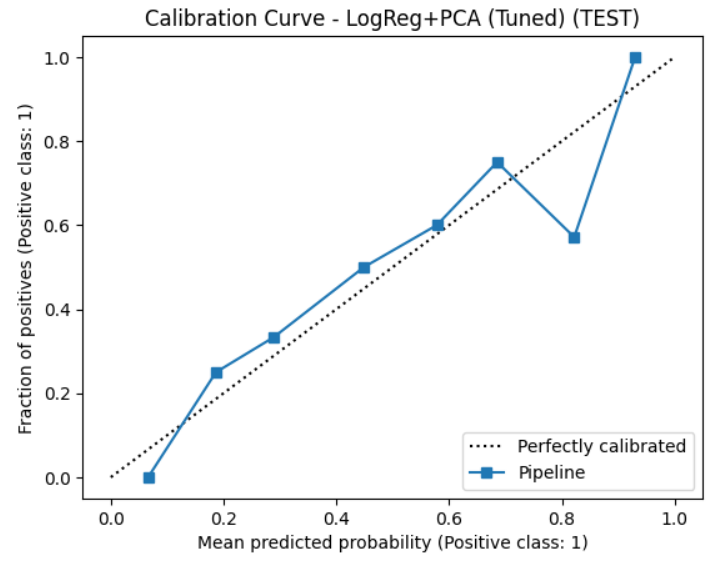 Calibration Curve - LogReg+PCA (Tuned) (TEST)
Fraction of positives (Positive class: 1)
1.0
0.8
0.6
0.4
0.2
0.0
0.0 0.2 0.4 0.6 0.8 1.0
Mean predicted probability (Positive class: 1)
Perfectly calibrated
Pipeline